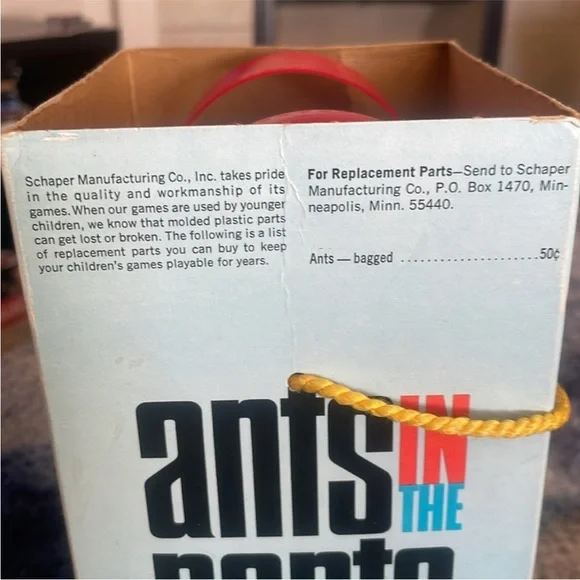 Schaper Manufacturing Co., Inc. takes pride
in the quality and workmanship of its
games. When our games are used by younger
children, we know that molded plastic parts
can get lost or broken. The following is a list
of replacement parts you can buy to keep
your children's games playable for years.
For Replacement Parts—Send to Schaper
Manufacturing Co., P.O. Box 1470, Min-
neapolis, Minn. 55440.
Ants — bagged ......................50¢
ants IN
THE
pants